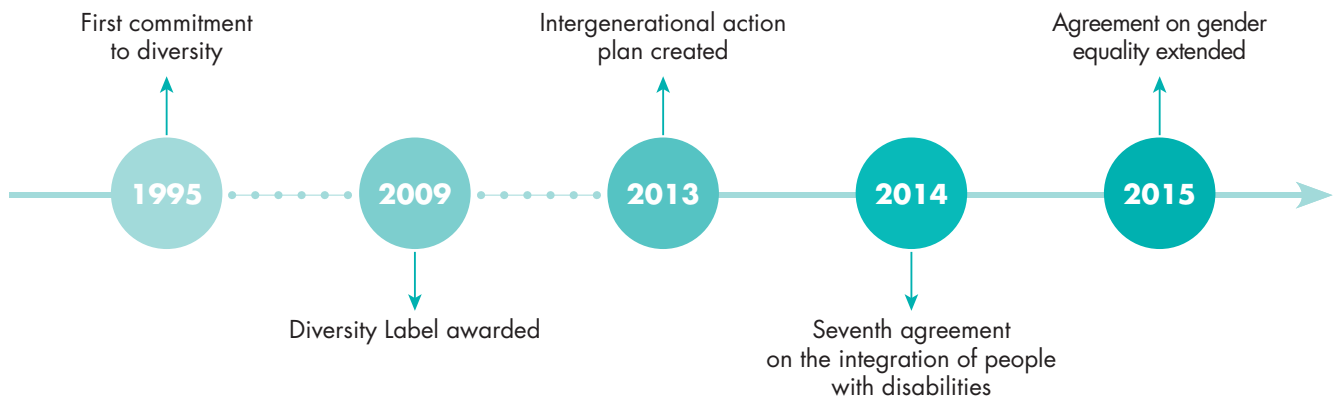 First commitment
to diversity
Intergenerational action
plan created
Agreement on gender
equality extended
1995
2009
2013
2014
2015
Diversity Label awarded
Seventh agreement
on the integration of people
with disabilities